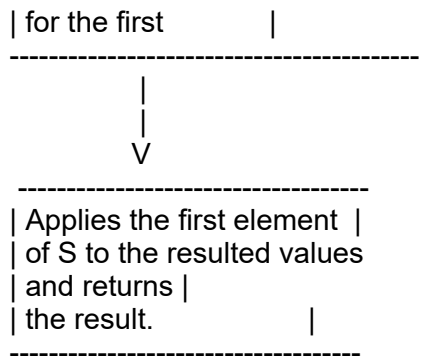 | for the first |
------------------------------------------
|
|
V
------------------------------------
| Applies the first element |
| of S to the resulted values
| and returns |
| the result. |
------------------------------------